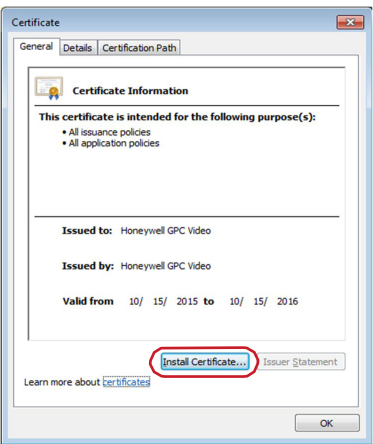 Certificate
General Details Certification Path
Certificate Information
This certificate is intended for the following purpose(s):
• All issuance policies
• All application policies
Issued to: Honeywell GPC Video
Issued by: Honeywell GPC Video
Valid from 10/ 15/ 2015 to 10/ 15/ 2016
Install Certificate... Issuer Statement
Learn more about certificates
OK